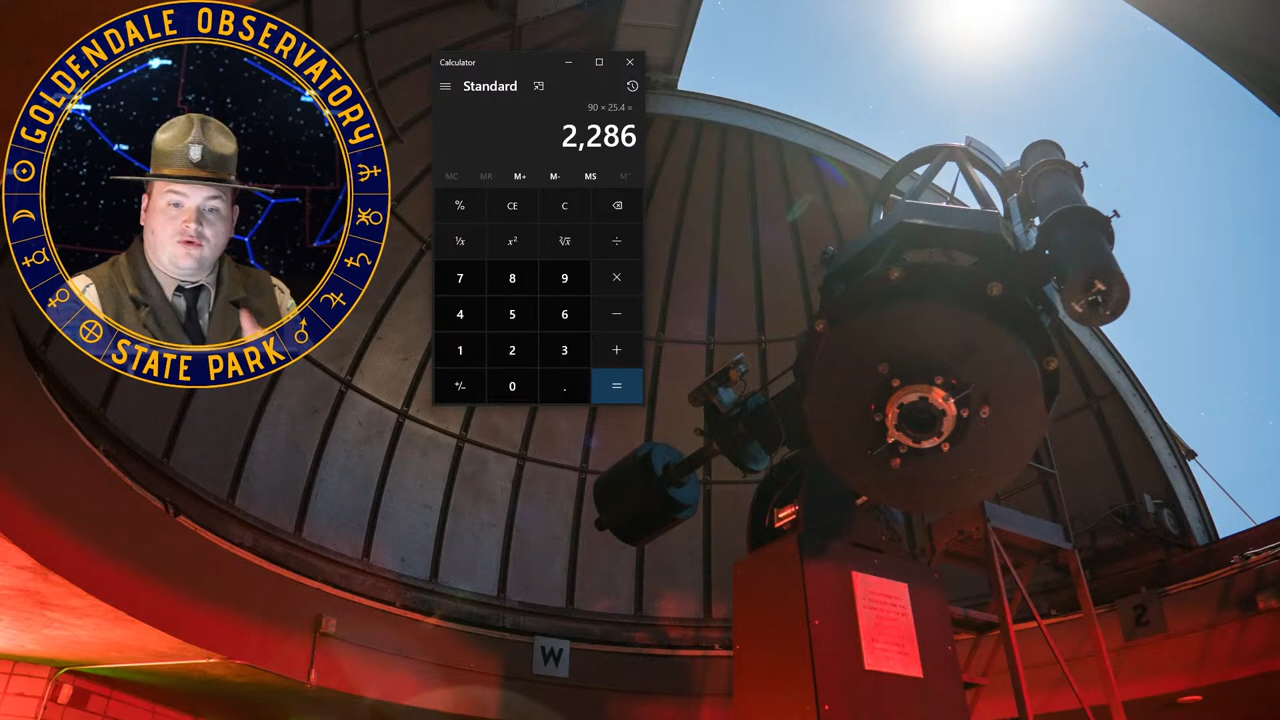 GOLDENDALE OBSERVATORY
STATE PARK
Calculator
Standard
90 × 25.4 =
2,286
MC MR M+ M- MS M˅
% CE C
⅟x x² ²√x ÷
7 8 9 ×
4 5 6 −
1 2 3 +
+/− 0 . =
W
S